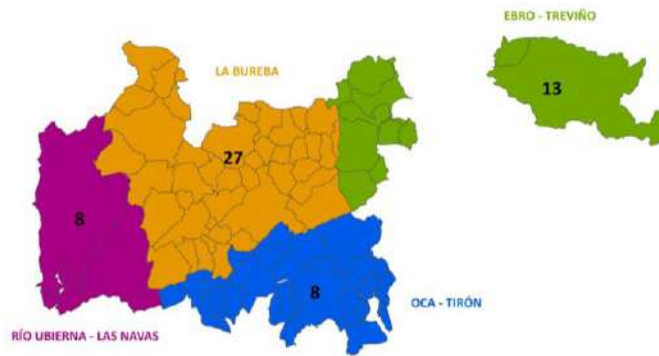 EBRO - TREVIÑO
LA BUREBA
13
27
8
8
OCA - TIRÓN
RÍO UBIERNA - LAS NAVAS